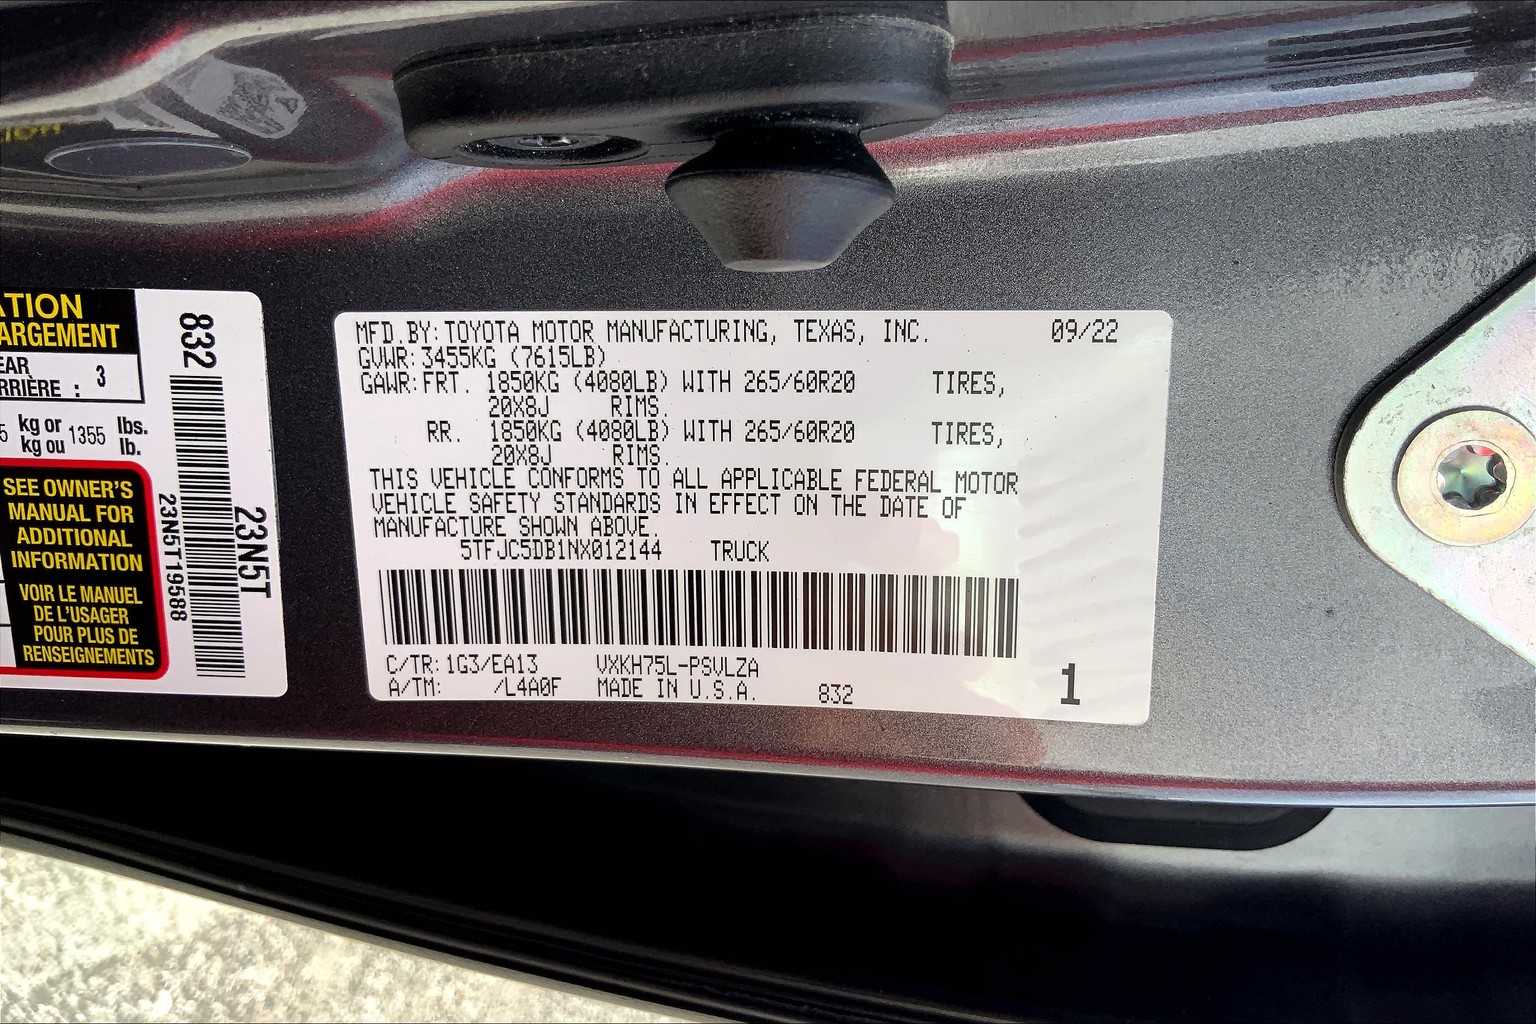 ATION
ARGEMENT
EAR
RRIÈRE : 3
5 kg or 1355 lbs.
kg ou lb.
SEE OWNER'S
MANUAL FOR
ADDITIONAL
INFORMATION
VOIR LE MANUEL
DE L'USAGER
POUR PLUS DE
RENSEIGNEMENTS
832
23N5T19588
23N5T
MFD.BY: TOYOTA MOTOR MANUFACTURING, TEXAS, INC. 09/22
GVWR: 3455KG (7615LB)
GAWR: FRT. 1850KG (4080LB) WITH 265/60R20 TIRES,
20X8J RIMS.
RR. 1850KG (4080LB) WITH 265/60R20 TIRES,
20X8J RIMS.
THIS VEHICLE CONFORMS TO ALL APPLICABLE FEDERAL MOTOR
VEHICLE SAFETY STANDARDS IN EFFECT ON THE DATE OF
MANUFACTURE SHOWN ABOVE.
5TFJC5DB1NX012144 TRUCK
C/TR: 1G3/EA13 VXKH75L-PSVLZA
A/TM: /L4A0F MADE IN U.S.A. 832
1